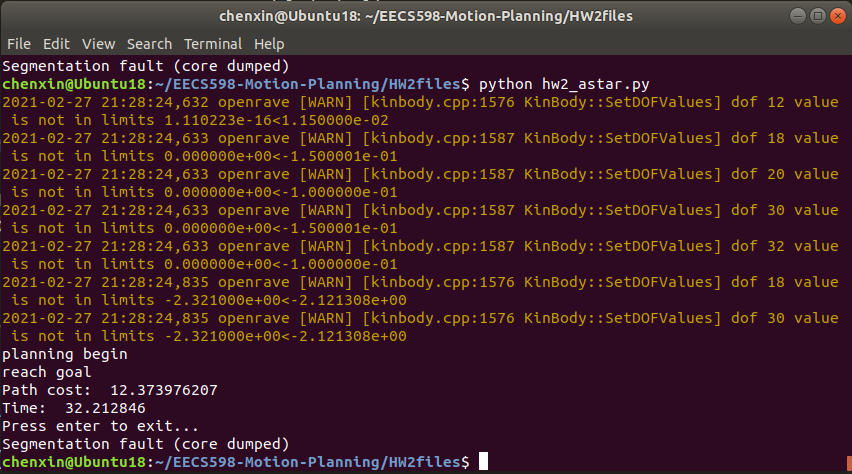 chenxin@Ubuntu18: ~/EECS598-Motion-Planning/HW2files
File Edit View Search Terminal Help
Segmentation fault (core dumped)
chenxin@Ubuntu18:~/EECS598-Motion-Planning/HW2files$ python hw2_astar.py
2021-02-27 21:28:24,632 openrave [WARN] [kinbody.cpp:1576 KinBody::SetDOFValues] dof 12 value
 is not in limits 1.110223e-16<1.150000e-02
2021-02-27 21:28:24,633 openrave [WARN] [kinbody.cpp:1587 KinBody::SetDOFValues] dof 18 value
 is not in limits 0.000000e+00<-1.500001e-01
2021-02-27 21:28:24,633 openrave [WARN] [kinbody.cpp:1587 KinBody::SetDOFValues] dof 20 value
 is not in limits 0.000000e+00<-1.000000e-01
2021-02-27 21:28:24,633 openrave [WARN] [kinbody.cpp:1587 KinBody::SetDOFValues] dof 30 value
 is not in limits 0.000000e+00<-1.500001e-01
2021-02-27 21:28:24,633 openrave [WARN] [kinbody.cpp:1587 KinBody::SetDOFValues] dof 32 value
 is not in limits 0.000000e+00<-1.000000e-01
2021-02-27 21:28:24,835 openrave [WARN] [kinbody.cpp:1576 KinBody::SetDOFValues] dof 18 value
 is not in limits -2.321000e+00<-2.121308e+00
2021-02-27 21:28:24,835 openrave [WARN] [kinbody.cpp:1576 KinBody::SetDOFValues] dof 30 value
 is not in limits -2.321000e+00<-2.121308e+00
planning begin
reach goal
Path cost:  12.373976207
Time:  32.212846
Press enter to exit...
Segmentation fault (core dumped)
chenxin@Ubuntu18:~/EECS598-Motion-Planning/HW2files$